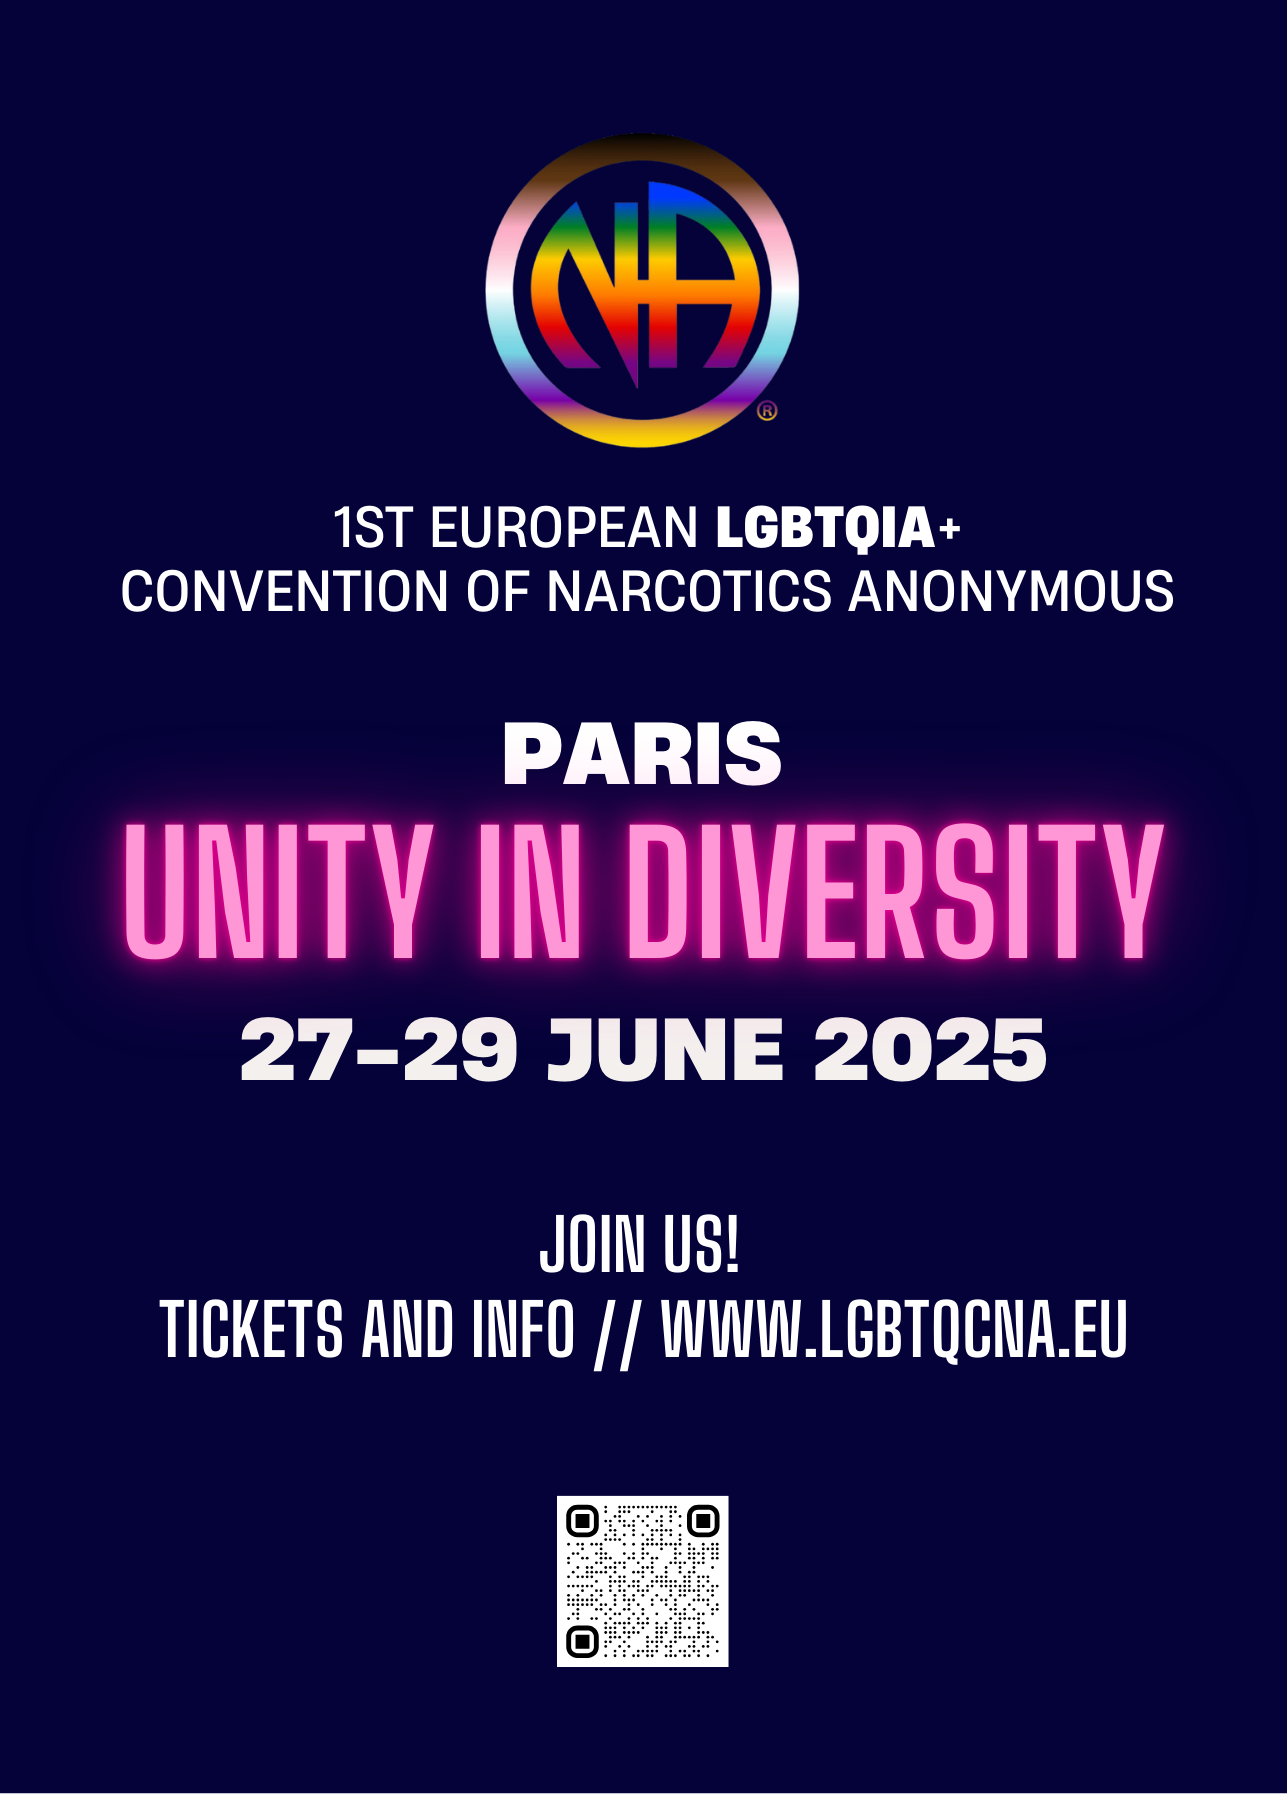 NA
®
1ST EUROPEAN LGBTQIA+
CONVENTION OF NARCOTICS ANONYMOUS
PARIS
UNITY IN DIVERSITY
27–29 JUNE 2025
JOIN US!
TICKETS AND INFO // WWW.LGBTQCNA.EU